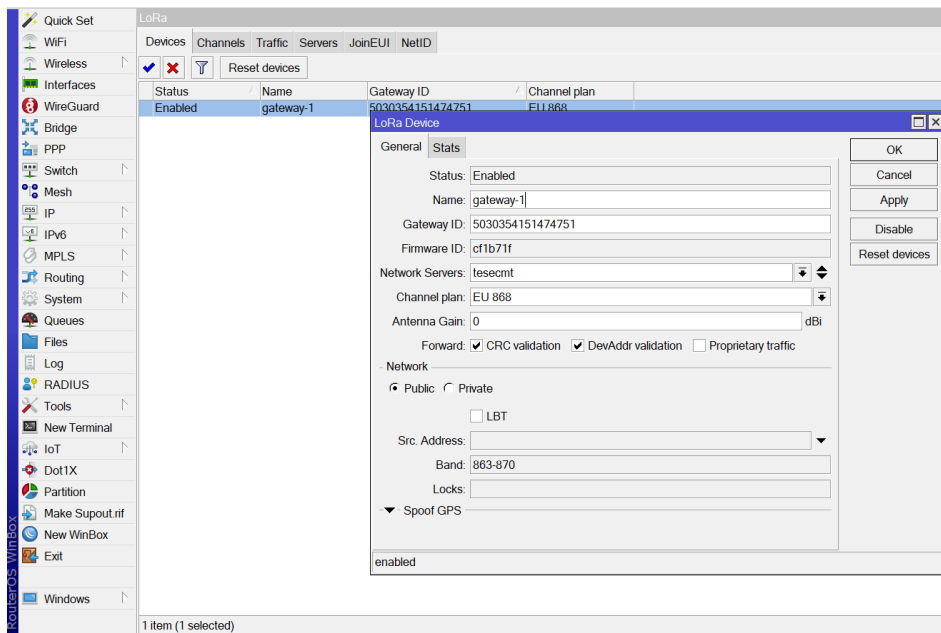 RouterOS WinBox
Quick Set
WiFi
Wireless
Interfaces
WireGuard
Bridge
PPP
Switch
Mesh
255
IP
v6
IPv6
MPLS
Routing
System
Queues
Files
Log
RADIUS
Tools
New Terminal
IoT
Dot1X
Partition
Make Supout.rif
New WinBox
Exit
Windows
LoRa
Devices Channels Traffic Servers JoinEUI NetID
Reset devices
Status Name Gateway ID Channel plan
Enabled gateway-1 5030354151474751 EU 868
LoRa Device
General Stats
Status: Enabled
Name: gateway-1
Gateway ID: 5030354151474751
Firmware ID: cf1b71f
Network Servers: tesecmt
Channel plan: EU 868
Antenna Gain: 0 dBi
Forward: CRC validation DevAddr validation Proprietary traffic
Network
Public Private
LBT
Src. Address:
Band: 863-870
Locks:
Spoof GPS
enabled
OK
Cancel
Apply
Disable
Reset devices
1 item (1 selected)